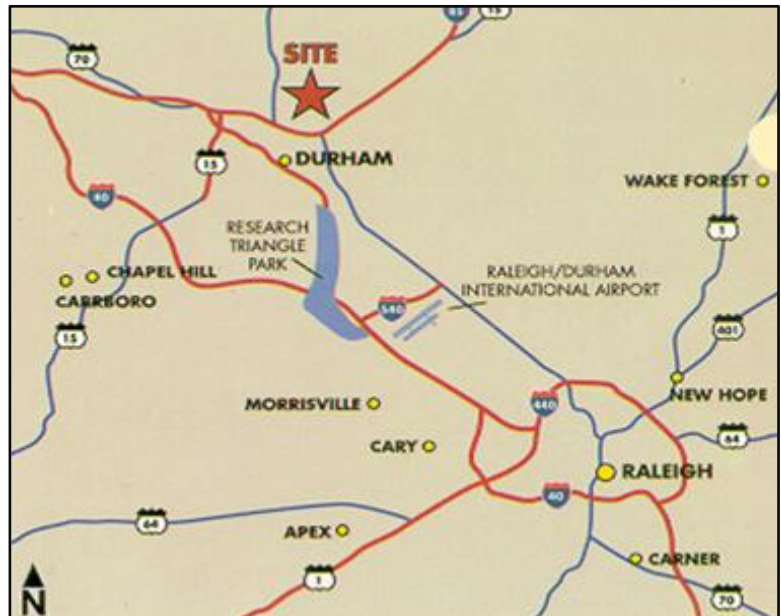 85
70
SITE
15
DURHAM
WAKE FOREST
40
RESEARCH
TRIANGLE
PARK
1
CHAPEL HILL
CARRBORO
RALEIGH/DURHAM
INTERNATIONAL AIRPORT
540
15
401
NEW HOPE
MORRISVILLE
440
64
CARY
RALEIGH
40
64
APEX
CARNER
1
70
N